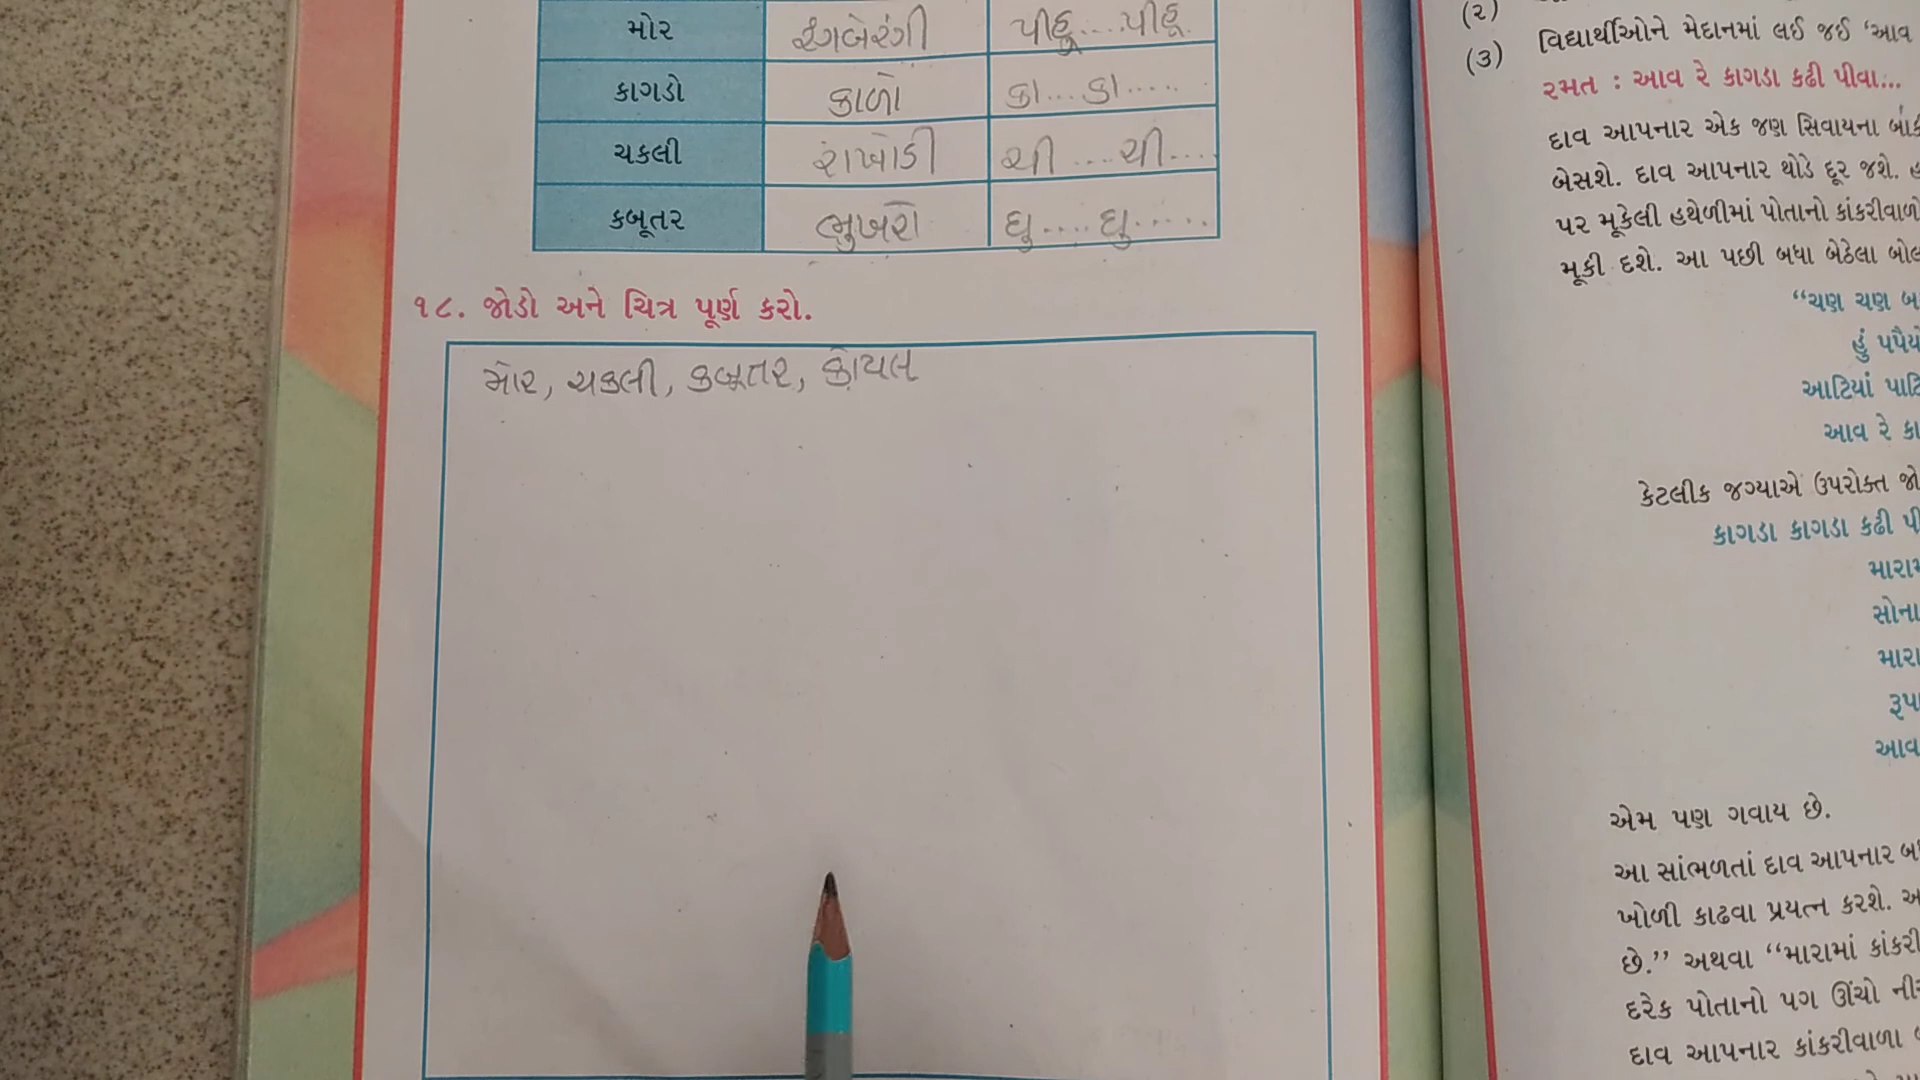 મોર રંગબેરંગી પીહૂ....પીહૂ
કાગડો કાળો કા...કા.....
ચકલી રાખોડી ચી ....ચી....
કબૂતર ભુખરો ઘુ....ઘુ......
૧૮. જોડો અને ચિત્ર પૂર્ણ કરો.
મોર, ચકલી, કબૂતર, કોયલ
(૨)
(૩) વિદ્યાર્થીઓને મેદાનમાં લઈ જઈ ‘આવ
રમત : આવ રે કાગડા કઢી પીવા...
દાવ આપનાર એક જણ સિવાયના
બેસશે. દાવ આપનાર થોડે દૂર જશે.
પર મૂકેલી હથેળીમાં પોતાનો કાંકરીવાળો
મૂકી દશે. આ પછી બધા બેઠેલા
“ચણ ચણ
હું
આટિયાં
આવ રે
કેટલીક જગ્યાએ ઉપરોક્ત
કાગડા કાગડા કઢી
એમ પણ ગવાય છે.
આ સાંભળતાં દાવ આપનાર
ખોળી કાઢવા પ્રયત્ન કરશે.
છે.” અથવા “મારામાં
દરેક પોતાનો પગ ઊંચો
દાવ આપનાર કાંકરીવાળા